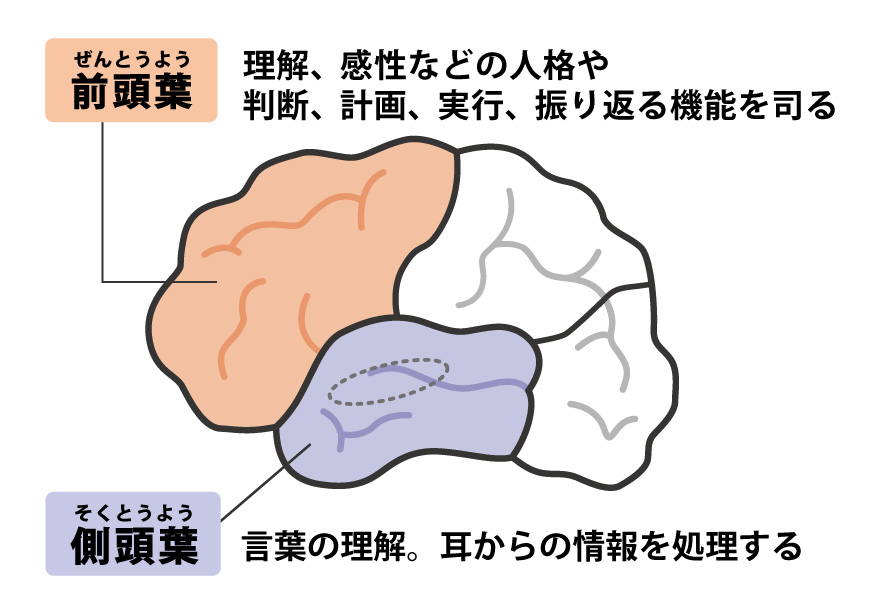 ぜんとうよう
前頭葉
理解、感性などの人格や
判断、計画、実行、振り返る機能を司る
そくとうよう
側頭葉
言葉の理解。耳からの情報を処理する